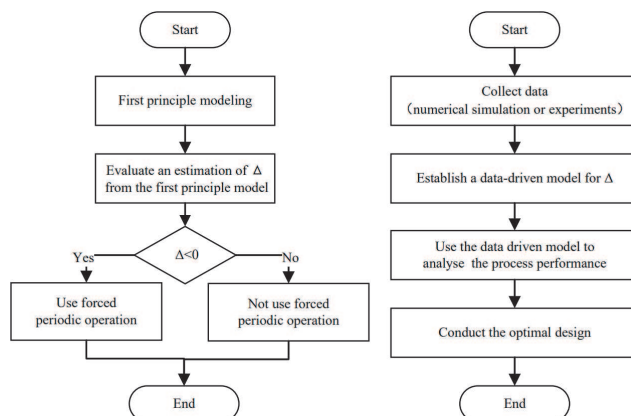 Start
First principle modeling
Evaluate an estimation of Δ
from the first principle model
Δ<0
Yes
No
Use forced
periodic operation
Not use forced
periodic operation
End
Start
Collect data
(numerical simulation or experiments)
Establish a data-driven model for Δ
Use the data driven model to
analyse the process performance
Conduct the optimal design
End